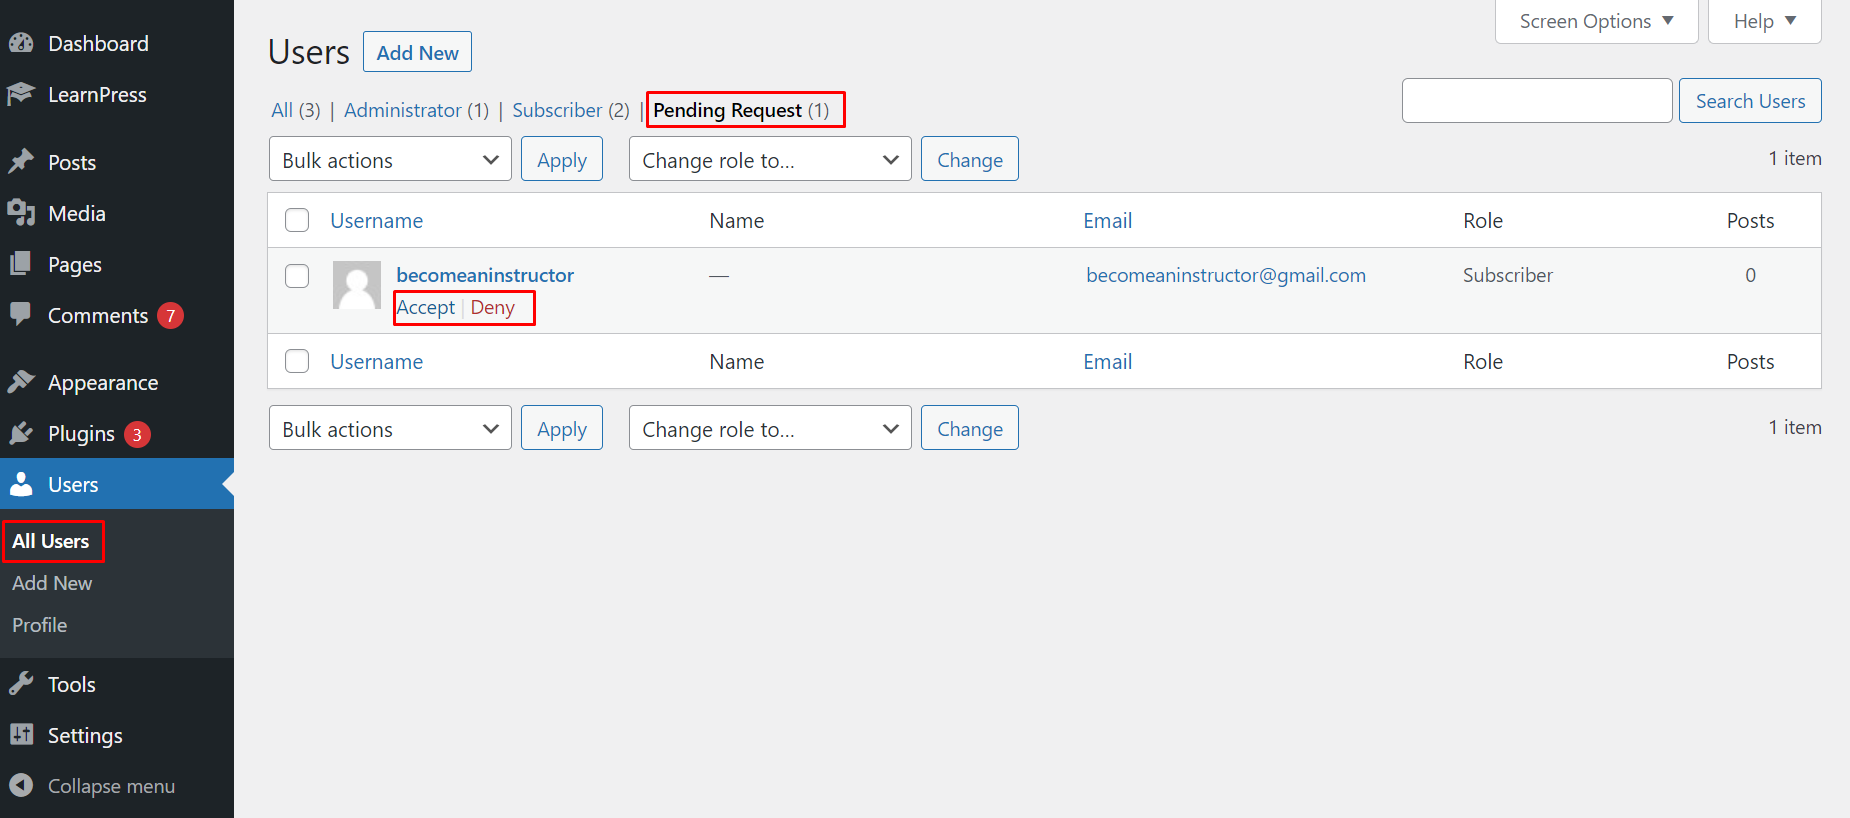 Dashboard
LearnPress
Posts
Media
Pages
Comments 7
Appearance
Plugins 3
Users
All Users
Add New
Profile
Tools
Settings
Collapse menu
Screen Options
Help
Users Add New
All (3) | Administrator (1) | Subscriber (2) | Pending Request (1)
Search Users
Bulk actions Apply Change role to... Change 1 item
Username Name Email Role Posts
becomeaninstructor — becomeaninstructor@gmail.com Subscriber 0
Accept | Deny
Username Name Email Role Posts
Bulk actions Apply Change role to... Change 1 item